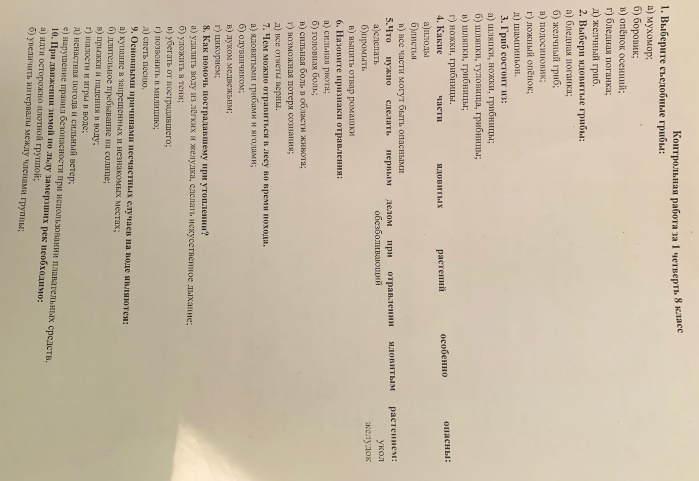 Контрольная работа за 1 четверть 8 класс
1. Выберите съедобные грибы:
а) мухомор;
б) боровик;
в) опёнок осенний;
г) бледная поганка;
д) желчный гриб.
2. Выбери ядовитые грибы:
а) бледная поганка;
б) желчный гриб;
в) подосиновик;
г) ложный опёнок;
д) шампиньон.
3. Гриб состоит из:
а) шляпки, ножки, грибницы;
б) шляпки, туловища, грибницы;
в) шляпки, грибницы;
г) ножки, грибницы.
4. Какие части ядовитых растений особенно опасны:
а)плоды
б)листья
в) все части могут быть опасными
5.Что нужно сделать первым делом при отравлении ядовитым растением:
а)сделать обезболивающий укол
б)промыть желудок
в) выпить отвар ромашки
6. Назовите признаки отравления:
а) сильная рвота;
б) головная боль;
в) сильная боль в области живота;
г) возможная потеря сознания;
д) все ответы верны.
7. Чем можно отравиться в лесу во время похода.
а) ядовитыми грибами и ягодами;
б) одуванчиком;
в) луком медвежьим;
г) цикорием;
8. Как помочь пострадавшему при утоплении?
а) удалить воду из лёгких и желудка, сделать искусственное дыхание;
б) уложить в тени;
в) убежать от пострадавшего;
г) позвонить в милицию;
д) спеть песню.
9. Основными причинами несчастных случаев на воде являются:
а) купание в запрещенных и незнакомых местах;
б) длительное пребывание на солнце;
в) прыжки и падения в воду;
г) шалости и игры в воде;
д) ненастная погода и сильный ветер;
е) нарушение правил безопасности при использовании плавательных средств.
10. При движении зимой по льду замерзших рек необходимо:
а) идти осторожно плотной группой;
б) увеличить интервалы между членами группы;